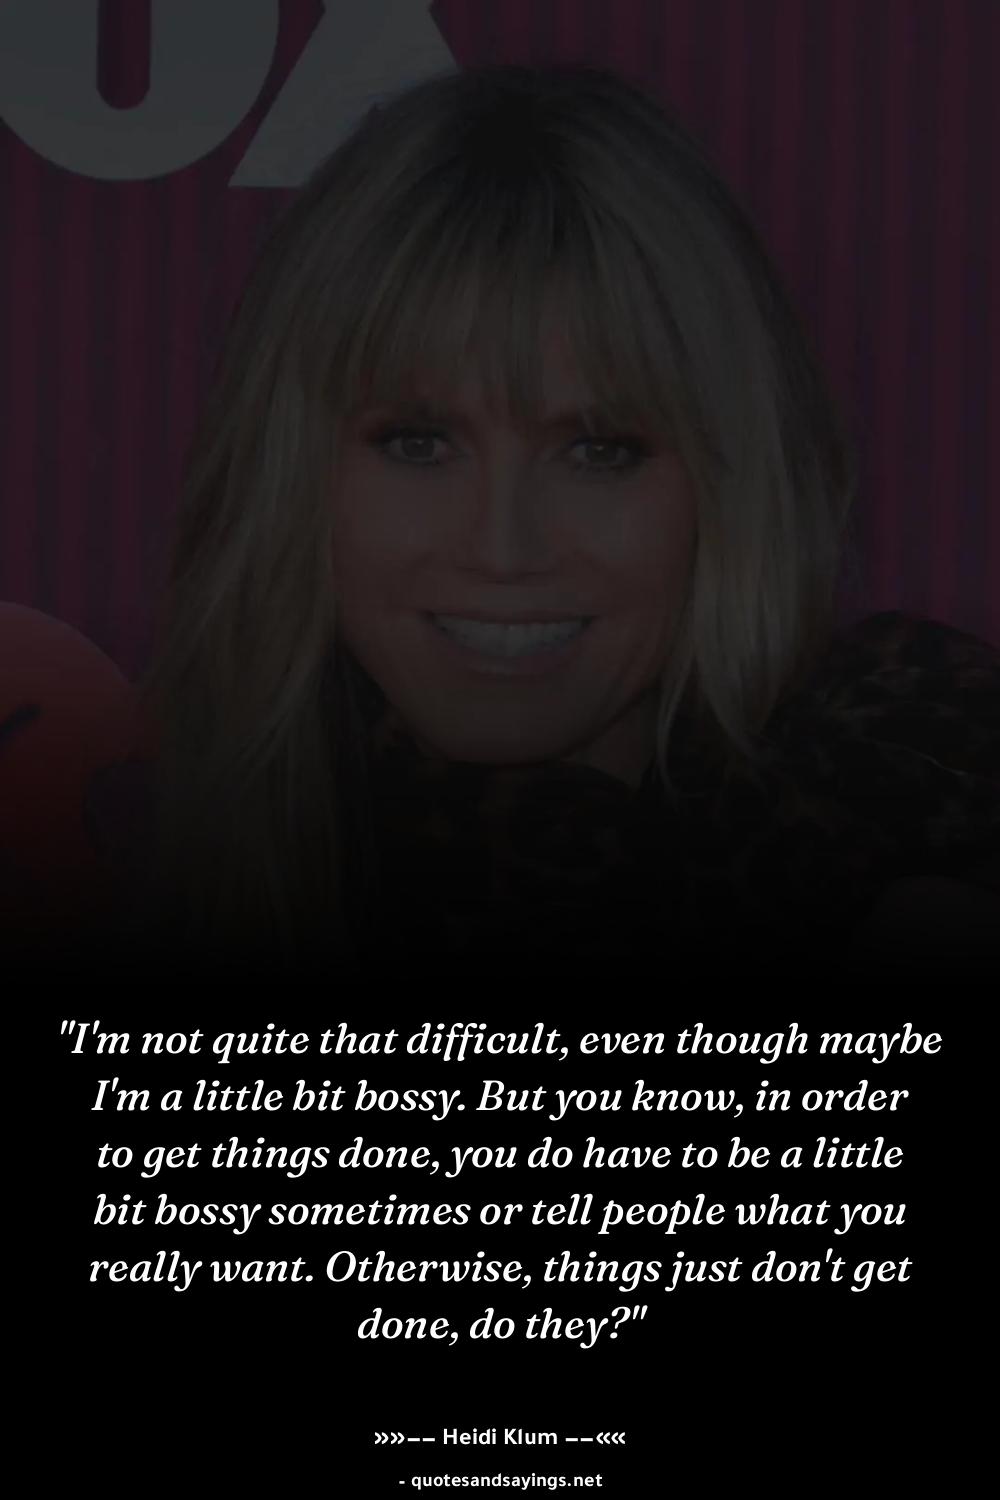 OX
"I'm not quite that difficult, even though maybe
I'm a little bit bossy. But you know, in order
to get things done, you do have to be a little
bit bossy sometimes or tell people what you
really want. Otherwise, things just don't get
done, do they?"
»»−− Heidi Klum −−««
- quotesandsayings.net